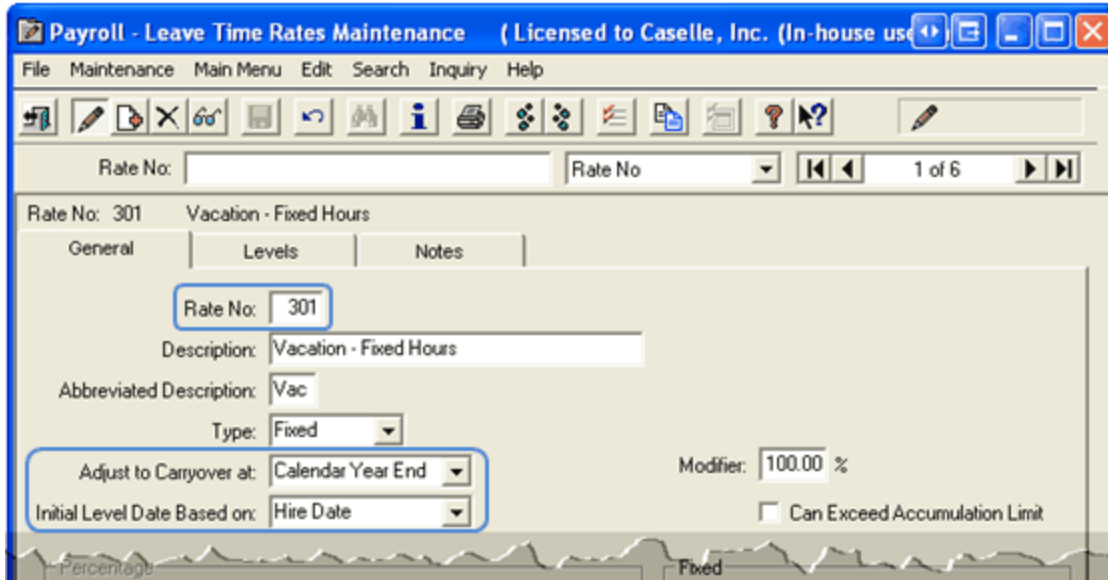 Payroll - Leave Time Rates Maintenance ( Licensed to Caselle, Inc. (In-house use
File Maintenance Main Menu Edit Search Inquiry Help
Rate No: Rate No 1 of 6
Rate No: 301 Vacation - Fixed Hours
General Levels Notes
Rate No: 301
Description: Vacation - Fixed Hours
Abbreviated Description: Vac
Type: Fixed
Adjust to Carryover at: Calendar Year End Modifier: 100.00 %
Initial Level Date Based on: Hire Date Can Exceed Accumulation Limit
Percentage Fixed